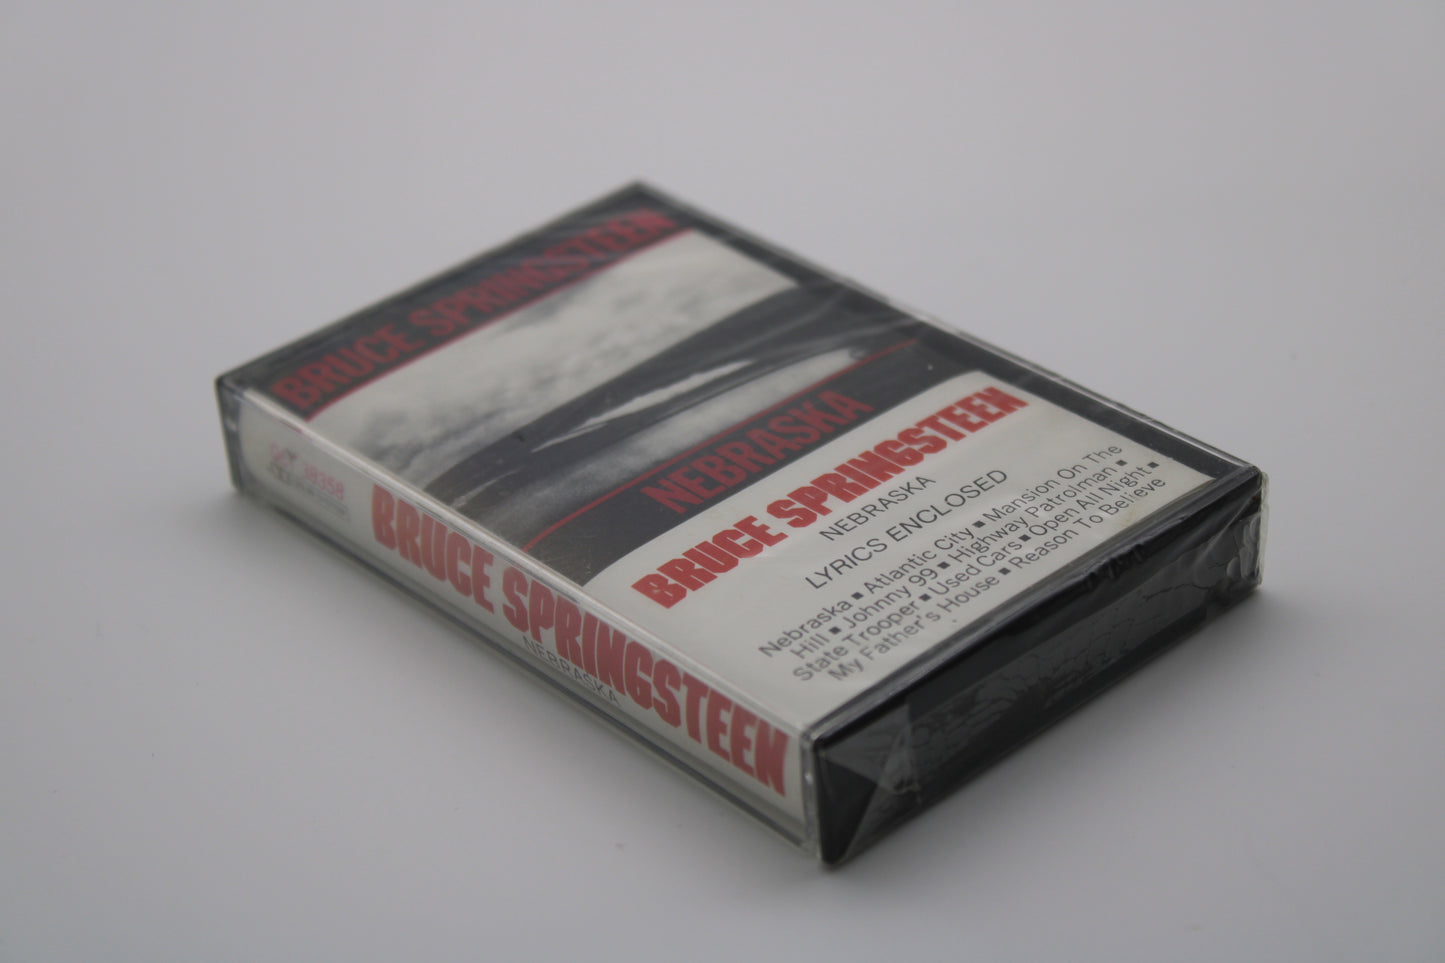 BRUCE SPRINGSTEEN
NEBRASKA
BRUCE SPRINGSTEEN
NEBRASKA
LYRICS ENCLOSED
Nebraska ▪ Atlantic City ▪ Mansion On The
Hill ▪ Johnny 99 ▪ Highway Patrolman ▪
State Trooper ▪ Used Cars ▪ Open All Night ▪
My Father's House ▪ Reason To Believe
38358
BRUCE SPRINGSTEEN
NEBRASKA